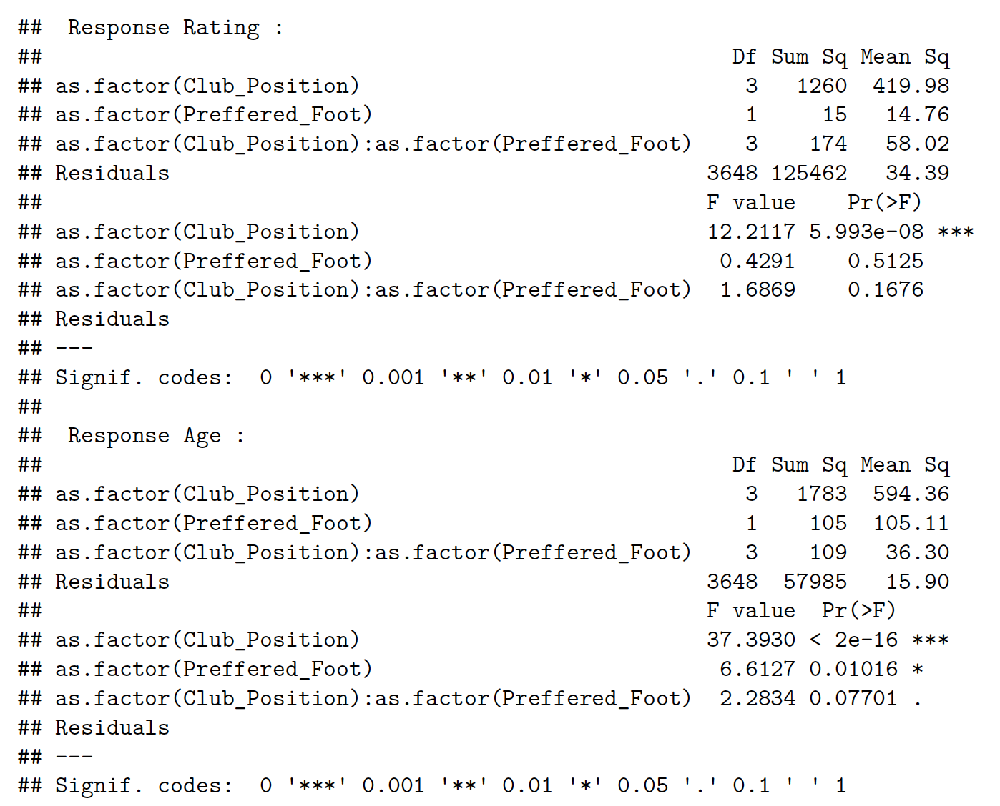 ##  Response Rating :
##                                                      Df Sum Sq Mean Sq
## as.factor(Club_Position)                              3   1260  419.98
## as.factor(Preffered_Foot)                             1     15   14.76
## as.factor(Club_Position):as.factor(Preffered_Foot)    3    174   58.02
## Residuals                                          3648 125462   34.39
##                                                    F value    Pr(>F)
## as.factor(Club_Position)                           12.2117 5.993e-08 ***
## as.factor(Preffered_Foot)                           0.4291    0.5125
## as.factor(Club_Position):as.factor(Preffered_Foot)  1.6869    0.1676
## Residuals
## ---
## Signif. codes:  0 '***' 0.001 '**' 0.01 '*' 0.05 '.' 0.1 ' ' 1
##
##  Response Age :
##                                                      Df Sum Sq Mean Sq
## as.factor(Club_Position)                              3   1783  594.36
## as.factor(Preffered_Foot)                             1    105  105.11
## as.factor(Club_Position):as.factor(Preffered_Foot)    3    109   36.30
## Residuals                                          3648  57985   15.90
##                                                    F value  Pr(>F)
## as.factor(Club_Position)                           37.3930 < 2e-16 ***
## as.factor(Preffered_Foot)                           6.6127 0.01016 *
## as.factor(Club_Position):as.factor(Preffered_Foot)  2.2834 0.07701 .
## Residuals
## ---
## Signif. codes:  0 '***' 0.001 '**' 0.01 '*' 0.05 '.' 0.1 ' ' 1